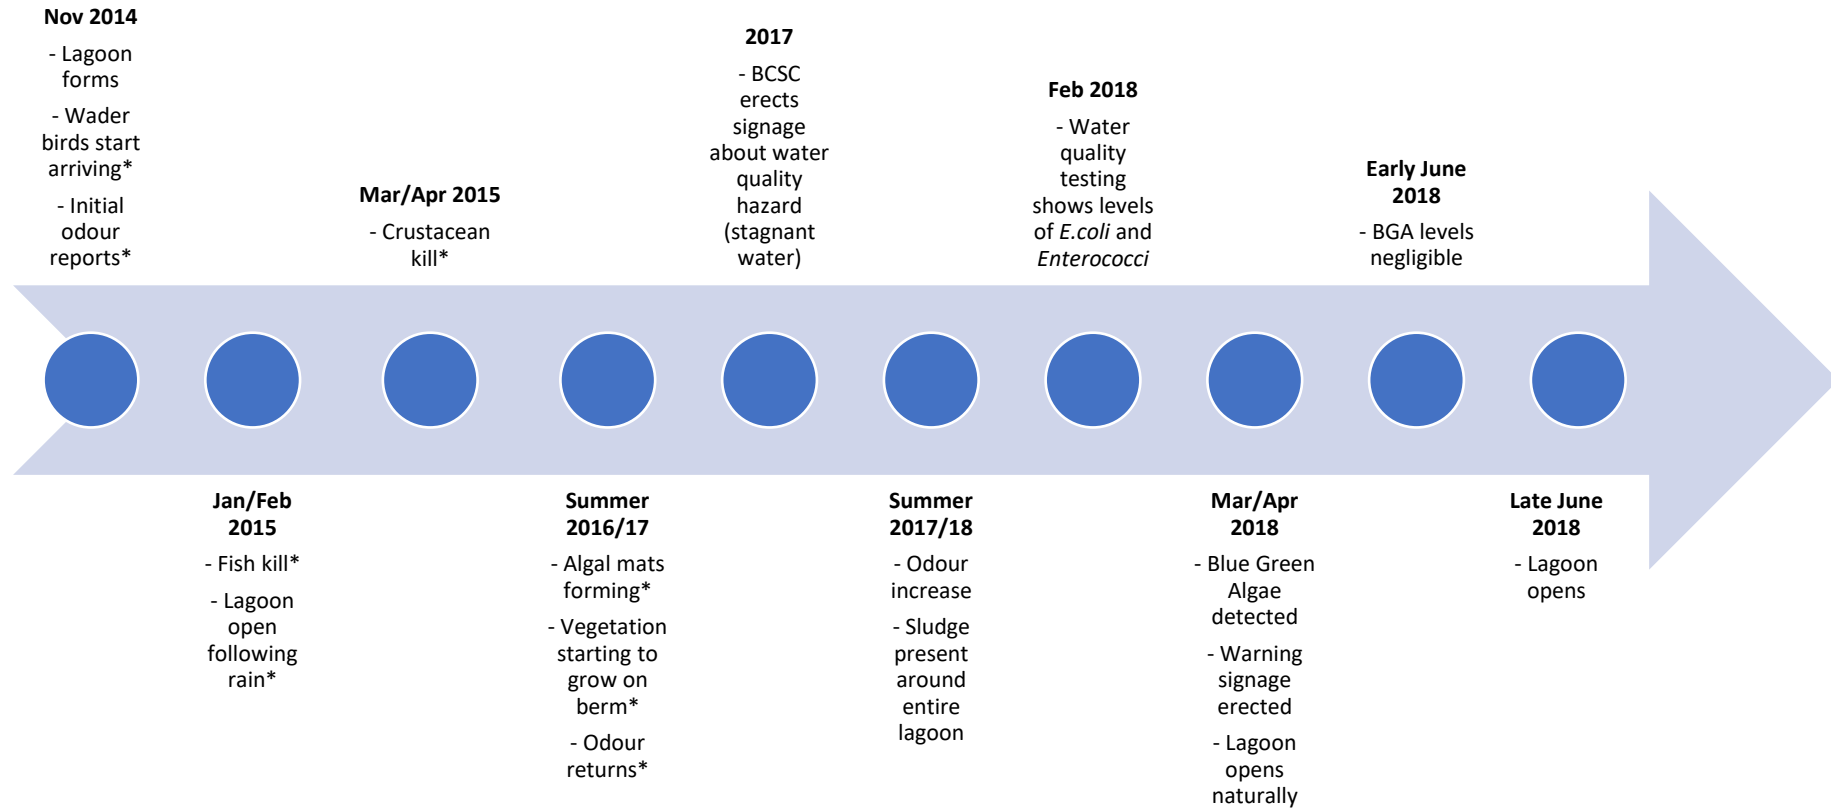 Nov 2014
- Lagoon
forms
- Wader
birds start
arriving*
- Initial
odour
reports*
Jan/Feb
2015
- Fish kill*
- Lagoon
open
following
rain*
Mar/Apr 2015
- Crustacean
kill*
Summer
2016/17
- Algal mats
forming*
- Vegetation
starting to
grow on
berm*
- Odour
returns*
2017
- BCSC
erects
signage
about water
quality
hazard
(stagnant
water)
Summer
2017/18
- Odour
increase
- Sludge
present
around
entire
lagoon
Feb 2018
- Water
quality
testing
shows levels
of E.coli and
Enterococci
Mar/Apr
2018
- Blue Green
Algae
detected
- Warning
signage
erected
- Lagoon
opens
naturally
Early June
2018
- BGA levels
negligible
Late June
2018
- Lagoon
opens